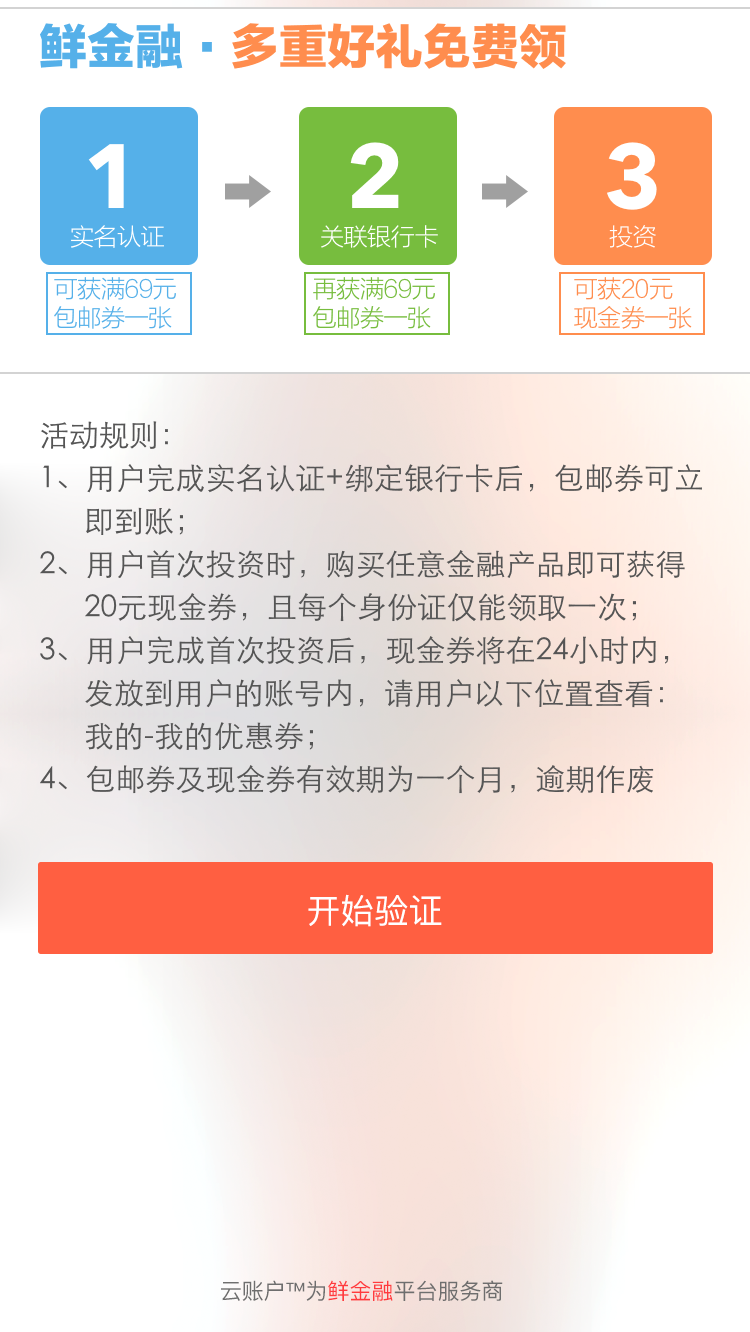 鲜金融·多重好礼免费领
1
2
3
实名认证
关联银行卡
投资
可获满69元
包邮券一张
再获满69元
包邮券一张
可获20元
现金券一张
活动规则：
1、用户完成实名认证+绑定银行卡后，包邮券可立
即到账；
2、用户首次投资时，购买任意金融产品即可获得
20元现金券，且每个身份证仅能领取一次；
3、用户完成首次投资后，现金券将在24小时内，
发放到用户的账号内，请用户以下位置查看：
我的-我的优惠券；
4、包邮券及现金券有效期为一个月，逾期作废
开始验证
云账户™为鲜金融平台服务商